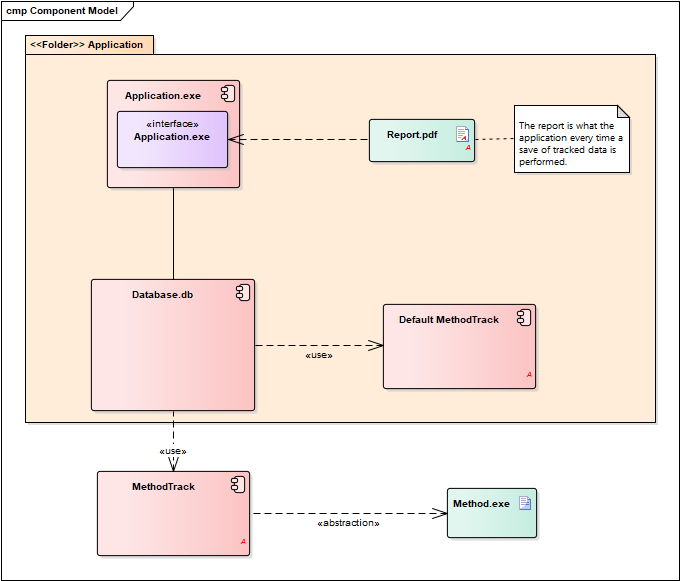 cmp Component Model
<<Folder>> Application
Application.exe
«interface»
Application.exe
Report.pdf
A
The report is what the
application every time a
save of tracked data is
performed.
Database.db
Default MethodTrack
«use»
A
«use»
MethodTrack
Method.exe
«abstraction»
A